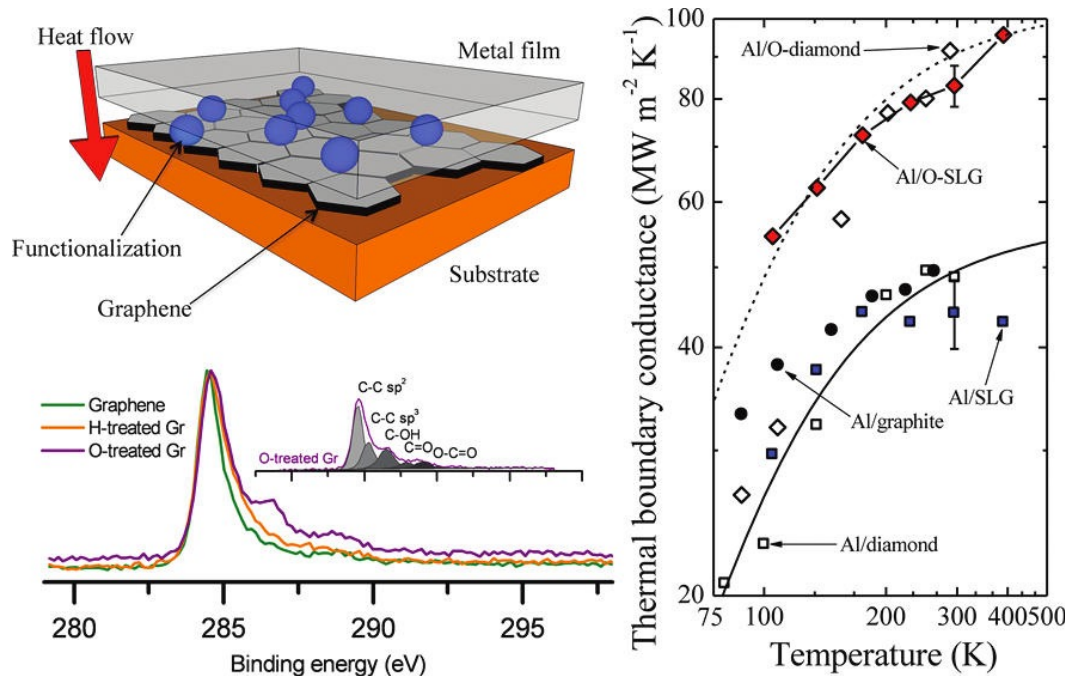 Heat flow
Metal film
Functionalization
Graphene
Substrate
Graphene
H-treated Gr
O-treated Gr
C-C sp²
C-C sp³
C-OH
C=O
O-C=O
O-treated Gr
280 285 290 295
Binding energy (eV)
Thermal boundary conductance (MW m⁻² K⁻¹)
100
80
60
40
20
Al/O-diamond
Al/O-SLG
Al/SLG
Al/graphite
Al/diamond
75 100 200 300 400 500
Temperature (K)